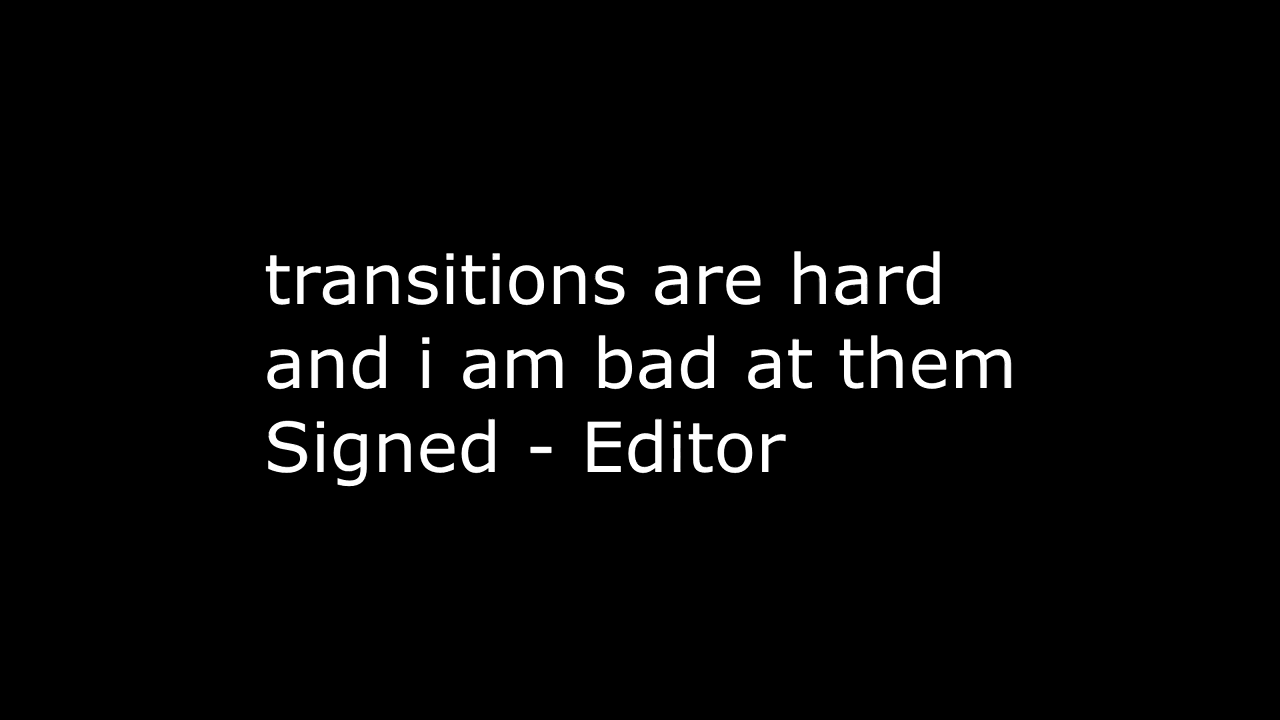 transitions are hard
and i am bad at them
Signed - Editor